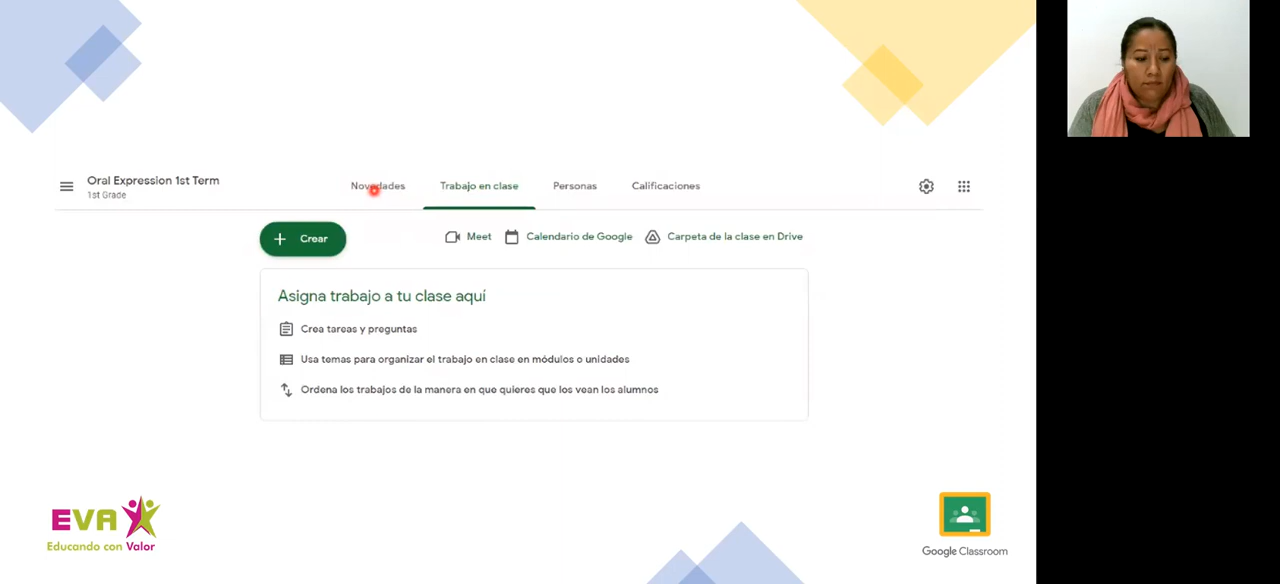 Oral Expression 1st Term
1st Grade
Novedades
Trabajo en clase
Personas
Calificaciones
Crear
Meet
Calendario de Google
Carpeta de la clase en Drive
Asigna trabajo a tu clase aquí
Crea tareas y preguntas
Usa temas para organizar el trabajo en clase en módulos o unidades
Ordena los trabajos de la manera en que quieres que los vean los alumnos
EVA
Educando con Valor
Google Classroom